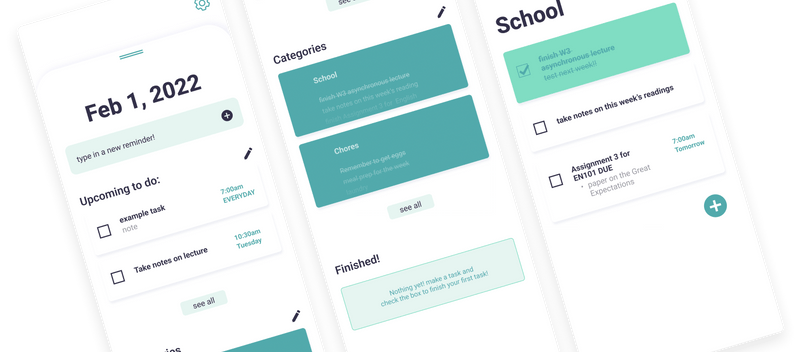 Feb 1, 2022
type in a new reminder!
Upcoming to do:
example task
note
7:00am
EVERYDAY
Take notes on lecture
10:30am
Tuesday
see all
Categories
School
finish W3 asynchronous lecture
take notes on this week's reading
Chores
Remember to get eggs
meal prep for the week
see all
Finished!
Nothing yet! make a task and
check the box to finish your first task!
School
finish W3
asynchronous lecture
last next week!!
take notes on this week's readings
Assignment 3 for
EN101 DUE
• paper on the Great
Expectations
7:00am
Tomorrow